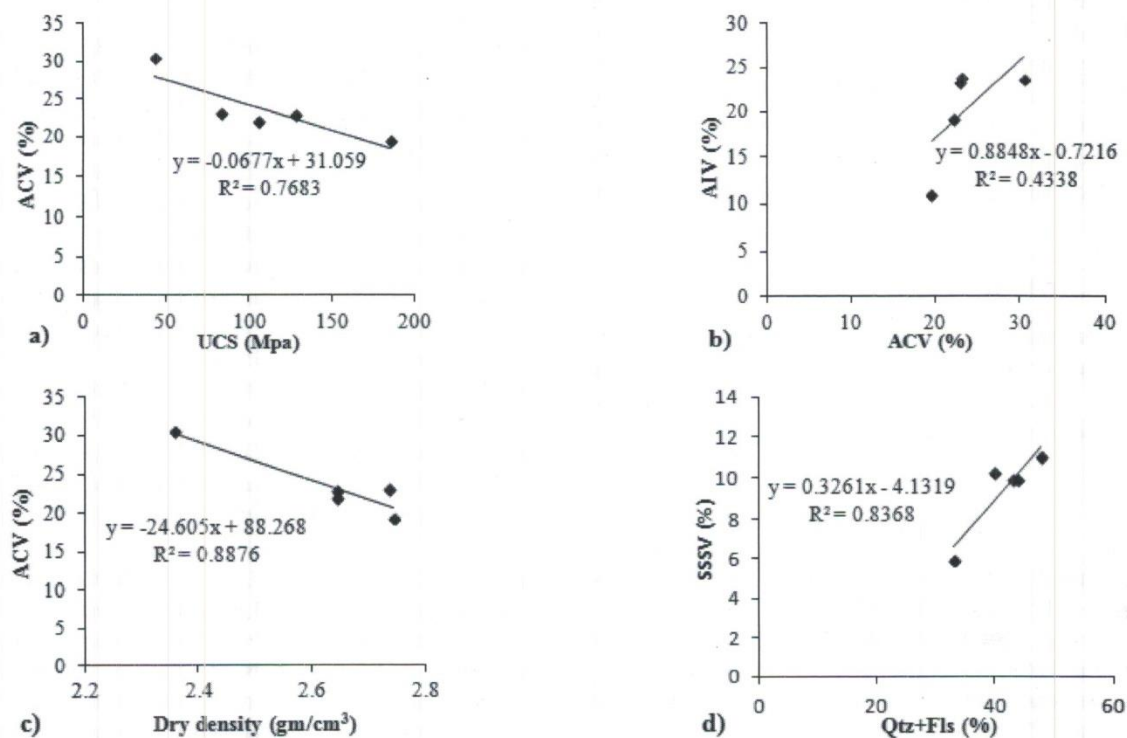 35
30
25
20
15
10
5
0
ACV (%)
y = -0.0677x + 31.059
R² = 0.7683
0 50 100 150 200
a) UCS (Mpa)
30
25
20
15
10
5
0
AIV (%)
y = 0.8848x - 0.7216
R² = 0.4338
0 10 20 30 40
b) ACV (%)
35
30
25
20
15
10
5
0
ACV (%)
y = -24.605x + 88.268
R² = 0.8876
2.2 2.4 2.6 2.8
c) Dry density (gm/cm³)
14
12
10
8
6
4
2
0
SSSV (%)
y = 0.3261x - 4.1319
R² = 0.8368
0 20 40 60
d) Qtz+Fls (%)